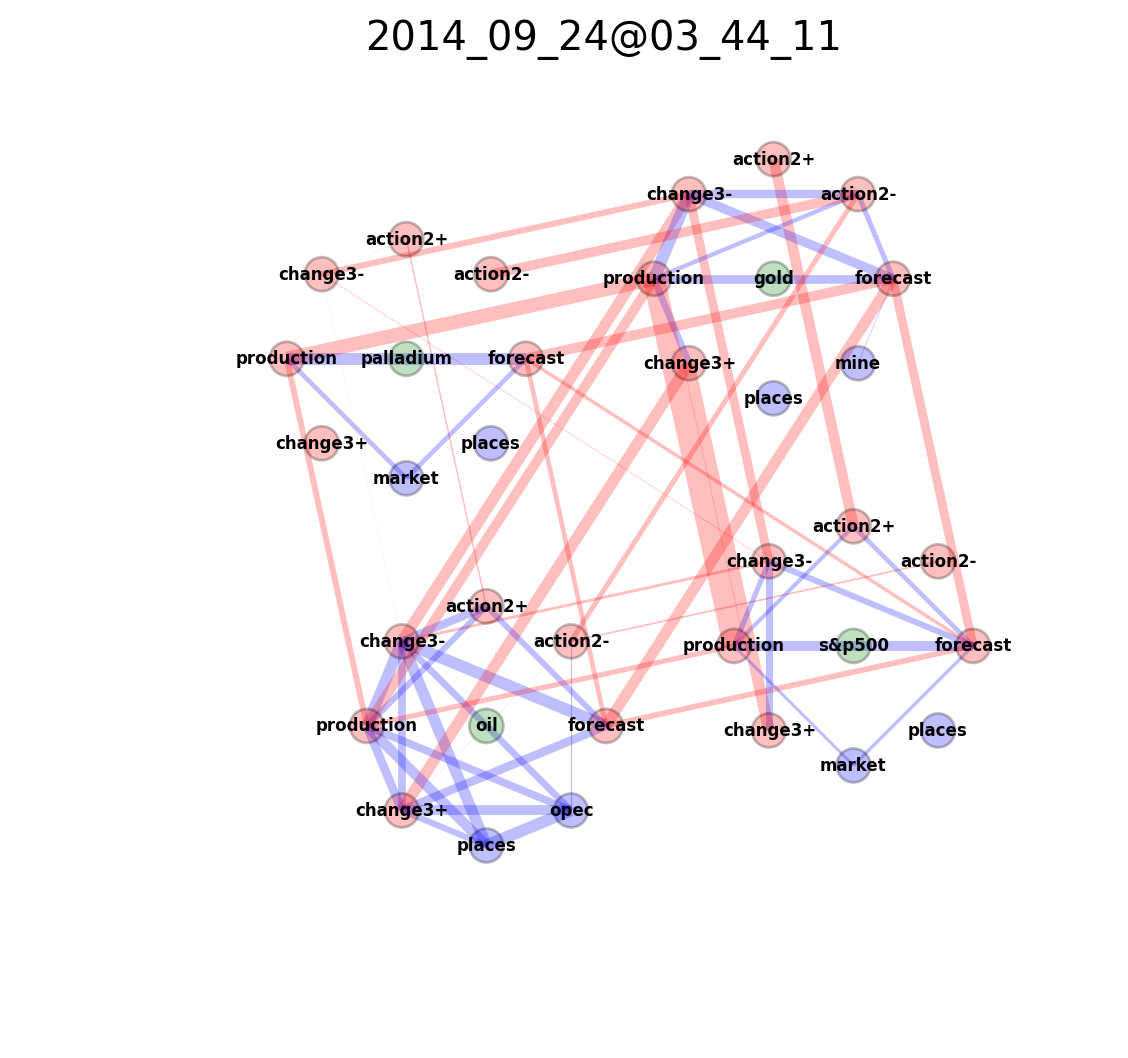 2014_09_24@03_44_11
action2+
change3-
action2-
production
gold
forecast
change3+
mine
places
action2+
change3-
action2-
production
palladium
forecast
change3+
places
market
action2+
change3-
action2-
production
s&p500
forecast
change3+
places
market
action2+
change3-
action2-
production
oil
forecast
change3+
opec
places